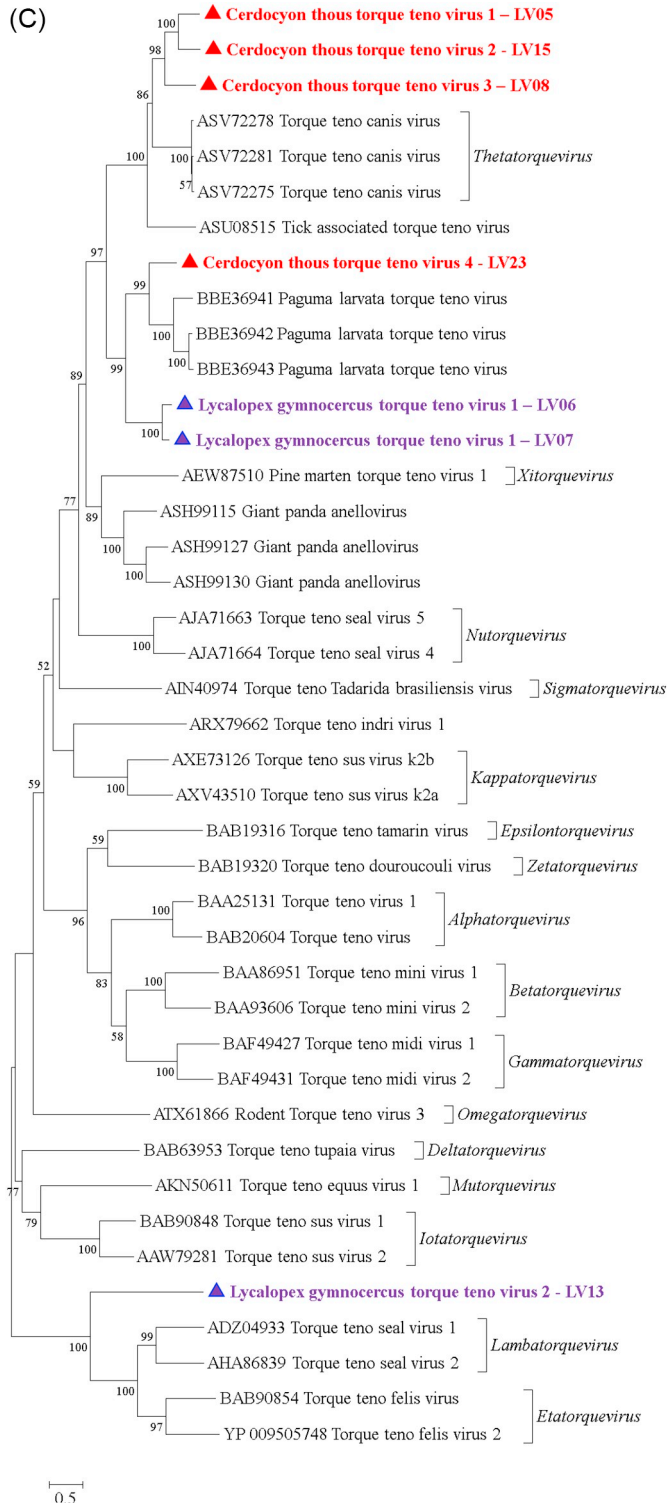 (C)
100
Cerdocyon thous torque teno virus 1 – LV05
98
Cerdocyon thous torque teno virus 2 - LV15
86
Cerdocyon thous torque teno virus 3 – LV08
ASV72278 Torque teno canis virus
100
ASV72281 Torque teno canis virus
Thetatorquevirus
100
57
ASV72275 Torque teno canis virus
ASU08515 Tick associated torque teno virus
97
Cerdocyon thous torque teno virus 4 - LV23
99
BBE36941 Paguma larvata torque teno virus
100
BBE36942 Paguma larvata torque teno virus
99
100
BBE36943 Paguma larvata torque teno virus
89
Lycalopex gymnocercus torque teno virus 1 – LV06
100
Lycalopex gymnocercus torque teno virus 1 – LV07
AEW87510 Pine marten torque teno virus 1
Xitorquevirus
77
89
ASH99115 Giant panda anellovirus
100
ASH99127 Giant panda anellovirus
100
ASH99130 Giant panda anellovirus
AJA71663 Torque teno seal virus 5
Nutorquevirus
100
AJA71664 Torque teno seal virus 4
52
AIN40974 Torque teno Tadarida brasiliensis virus
Sigmatorquevirus
ARX79662 Torque teno indri virus 1
AXE73126 Torque teno sus virus k2b
Kappatorquevirus
59
100
AXV43510 Torque teno sus virus k2a
59
BAB19316 Torque teno tamarin virus
Epsilontorquevirus
BAB19320 Torque teno douroucouli virus
Zetatorquevirus
96
100
BAA25131 Torque teno virus 1
Alphatorquevirus
BAB20604 Torque teno virus
83
100
BAA86951 Torque teno mini virus 1
Betatorquevirus
BAA93606 Torque teno mini virus 2
58
BAF49427 Torque teno midi virus 1
Gammatorquevirus
100
BAF49431 Torque teno midi virus 2
ATX61866 Rodent Torque teno virus 3
Omegatorquevirus
BAB63953 Torque teno tupaia virus
Deltatorquevirus
77
AKN50611 Torque teno equus virus 1
Mutorquevirus
79
BAB90848 Torque teno sus virus 1
Iotatorquevirus
100
AAW79281 Torque teno sus virus 2
Lycalopex gymnocercus torque teno virus 2 - LV13
100
99
ADZ04933 Torque teno seal virus 1
Lambatorquevirus
AHA86839 Torque teno seal virus 2
100
BAB90854 Torque teno felis virus
Etatorquevirus
97
YP 009505748 Torque teno felis virus 2
0.5